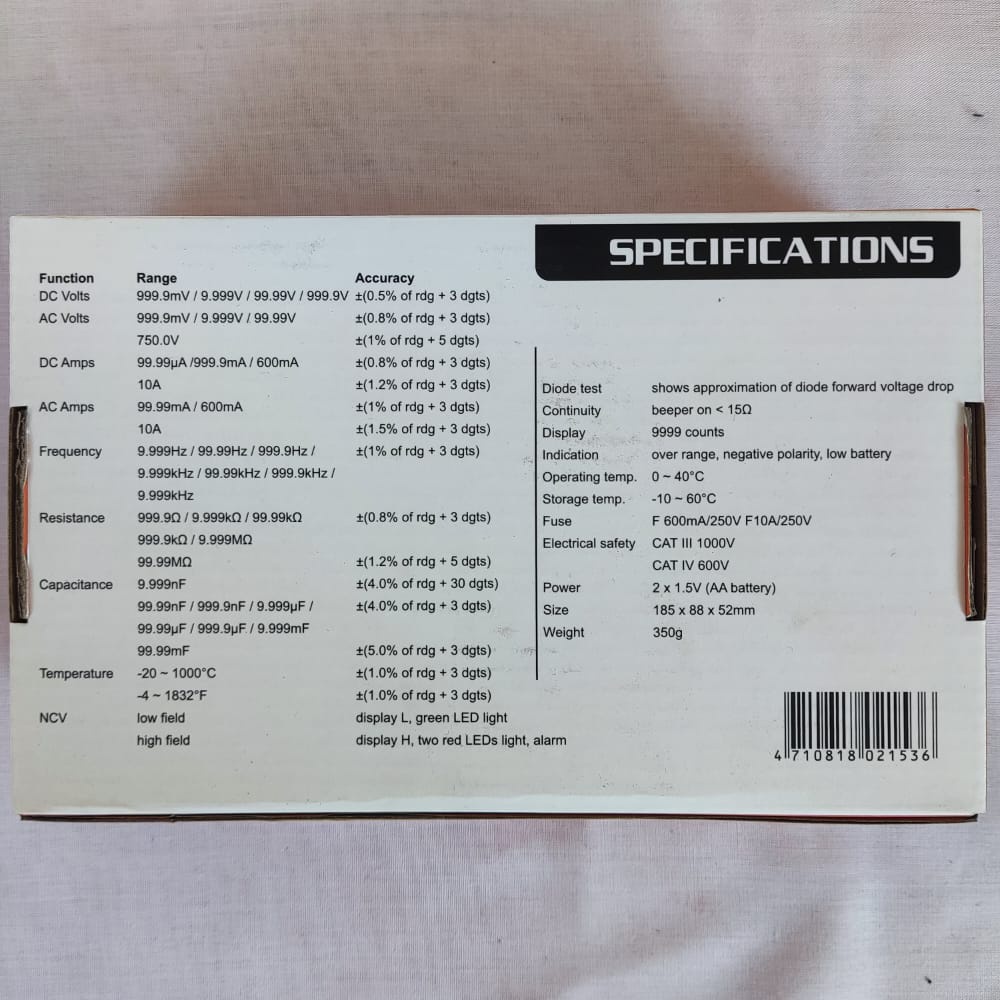 SPECIFICATIONS
Function Range Accuracy
DC Volts 999.9mV / 9.999V / 99.99V / 999.9V ±(0.5% of rdg + 3 dgts)
AC Volts 999.9mV / 9.999V / 99.99V ±(0.8% of rdg + 3 dgts)
750.0V ±(1% of rdg + 5 dgts)
DC Amps 99.99µA /999.9mA / 600mA ±(0.8% of rdg + 3 dgts)
10A ±(1.2% of rdg + 3 dgts)
AC Amps 99.99mA / 600mA ±(1% of rdg + 3 dgts)
10A ±(1.5% of rdg + 3 dgts)
Frequency 9.999Hz / 99.99Hz / 999.9Hz / ±(1% of rdg + 3 dgts)
9.999kHz / 99.99kHz / 999.9kHz /
9.999kHz
Resistance 999.9Ω / 9.999kΩ / 99.99kΩ ±(0.8% of rdg + 3 dgts)
999.9kΩ / 9.999MΩ
99.99MΩ ±(1.2% of rdg + 5 dgts)
Capacitance 9.999nF ±(4.0% of rdg + 30 dgts)
99.99nF / 999.9nF / 9.999µF / ±(4.0% of rdg + 3 dgts)
99.99µF / 999.9µF / 9.999mF
99.99mF ±(5.0% of rdg + 3 dgts)
Temperature -20 ~ 1000°C ±(1.0% of rdg + 3 dgts)
-4 ~ 1832°F ±(1.0% of rdg + 3 dgts)
NCV low field display L, green LED light
high field display H, two red LEDs light, alarm
Diode test shows approximation of diode forward voltage drop
Continuity beeper on < 15Ω
Display 9999 counts
Indication over range, negative polarity, low battery
Operating temp. 0 ~ 40°C
Storage temp. -10 ~ 60°C
Fuse F 600mA/250V F10A/250V
Electrical safety CAT III 1000V
CAT IV 600V
Power 2 x 1.5V (AA battery)
Size 185 x 88 x 52mm
Weight 350g
4 710818 021536